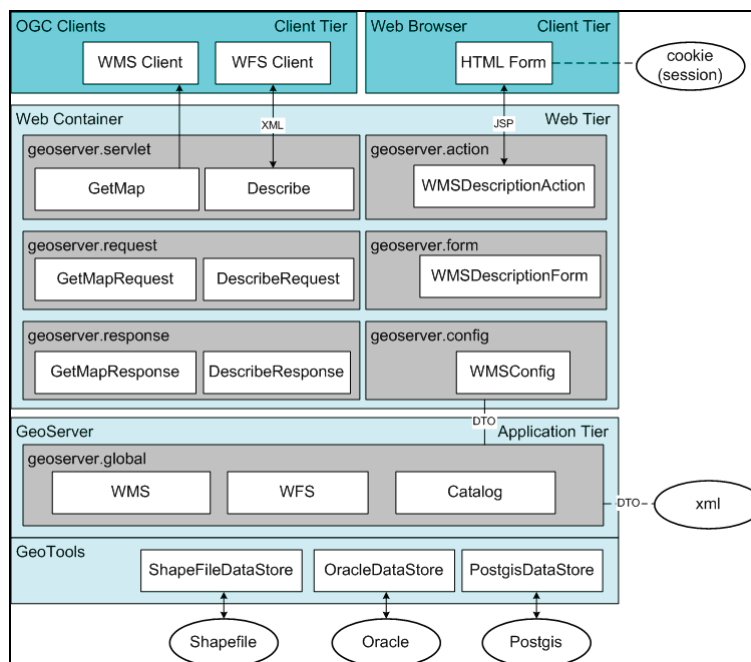 OGC Clients
Client Tier
WMS Client
WFS Client
Web Browser
Client Tier
HTML Form
cookie
(session)
Web Container
XML
JSP
Web Tier
geoserver.servlet
GetMap
Describe
geoserver.action
WMSDescriptionAction
geoserver.request
GetMapRequest
DescribeRequest
geoserver.form
WMSDescriptionForm
geoserver.response
GetMapResponse
DescribeResponse
geoserver.config
WMSConfig
DTO
GeoServer
Application Tier
geoserver.global
WMS
WFS
Catalog
DTO
xml
GeoTools
ShapeFileDataStore
OracleDataStore
PostgisDataStore
Shapefile
Oracle
Postgis